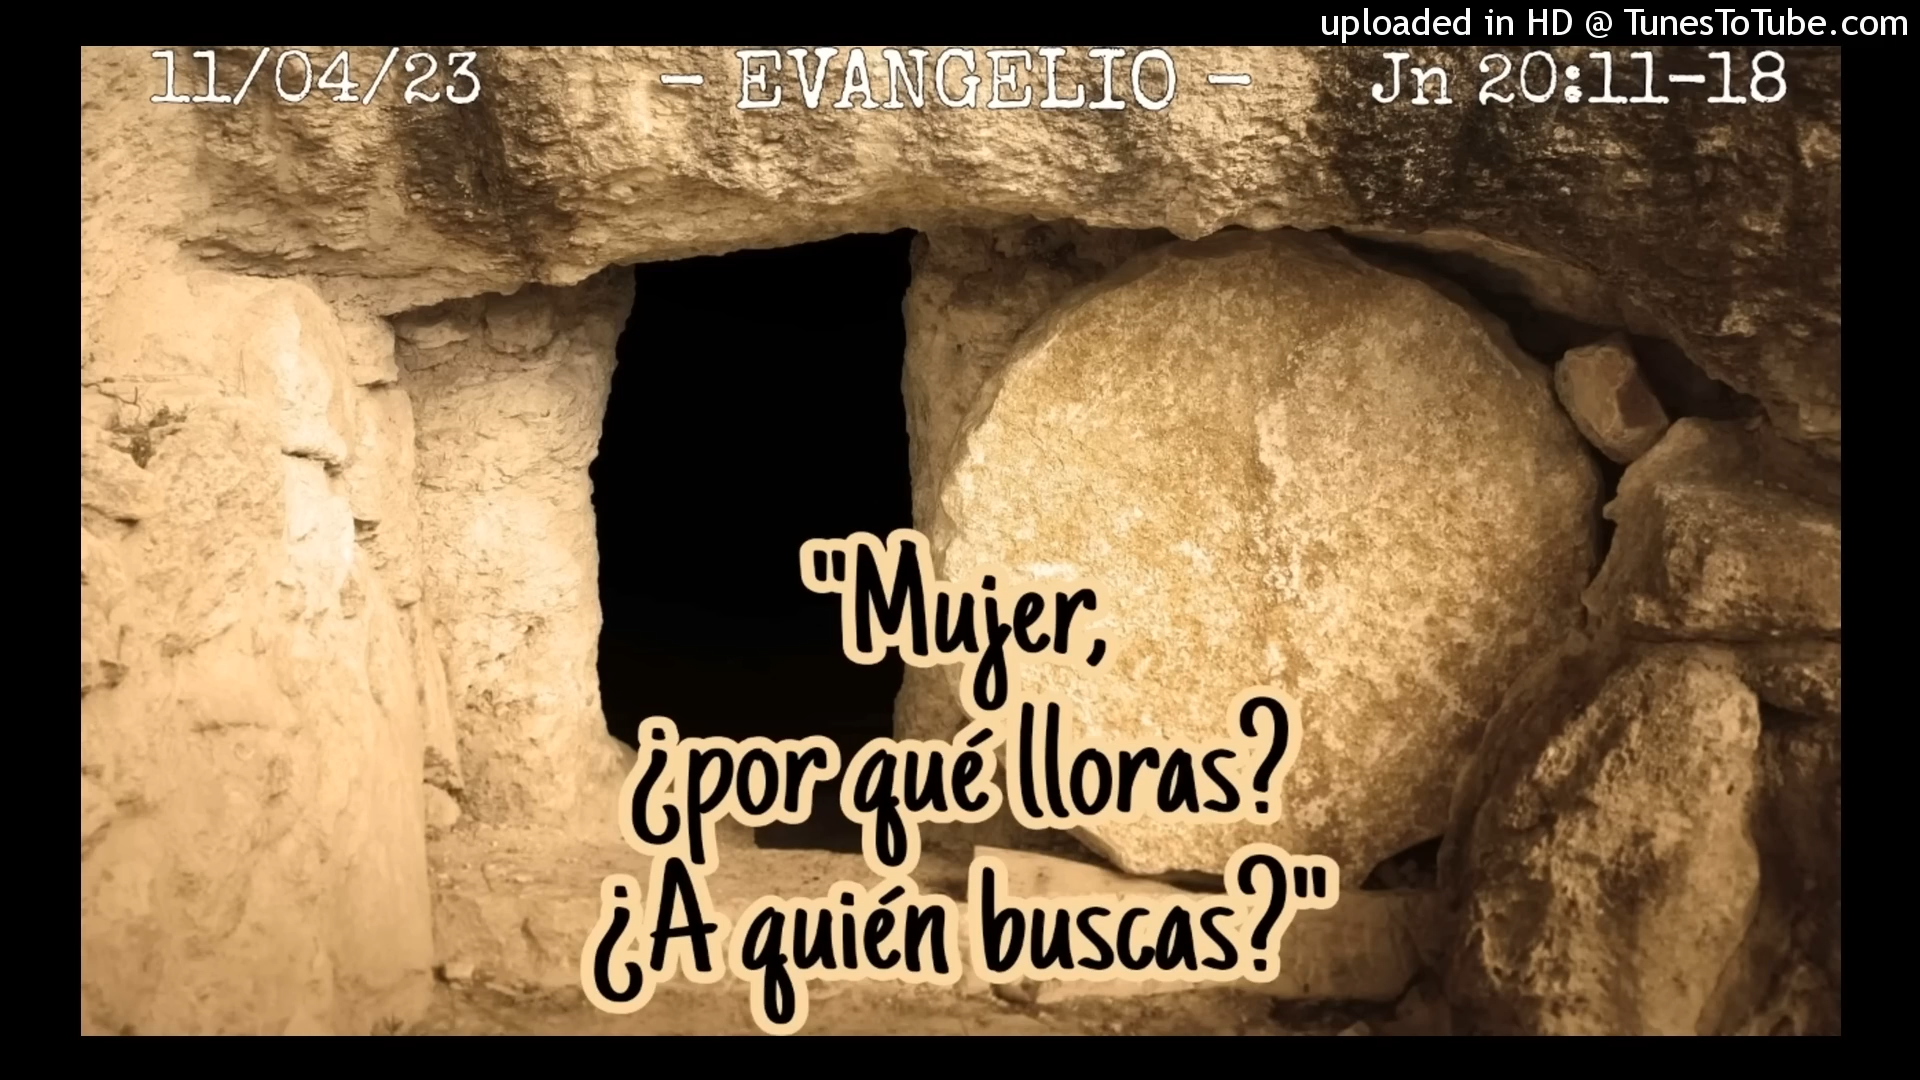 uploaded in HD @ TunesToTube.com
11/04/23 - EVANGELIO - Jn 20:11-18
"Mujer,
¿por qué lloras?
¿A quién buscas?"